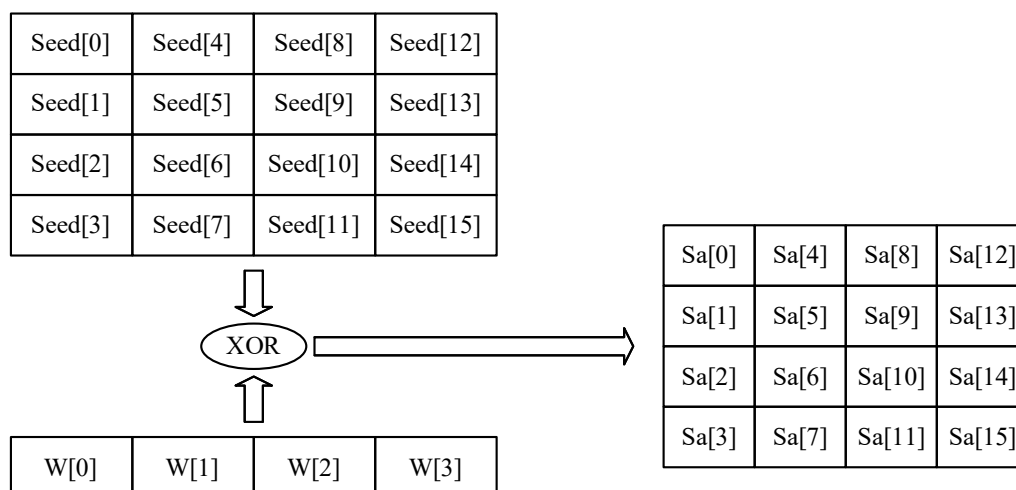 Seed[0] Seed[4] Seed[8] Seed[12]
Seed[1] Seed[5] Seed[9] Seed[13]
Seed[2] Seed[6] Seed[10] Seed[14]
Seed[3] Seed[7] Seed[11] Seed[15]
XOR
W[0] W[1] W[2] W[3]
Sa[0] Sa[4] Sa[8] Sa[12]
Sa[1] Sa[5] Sa[9] Sa[13]
Sa[2] Sa[6] Sa[10] Sa[14]
Sa[3] Sa[7] Sa[11] Sa[15]